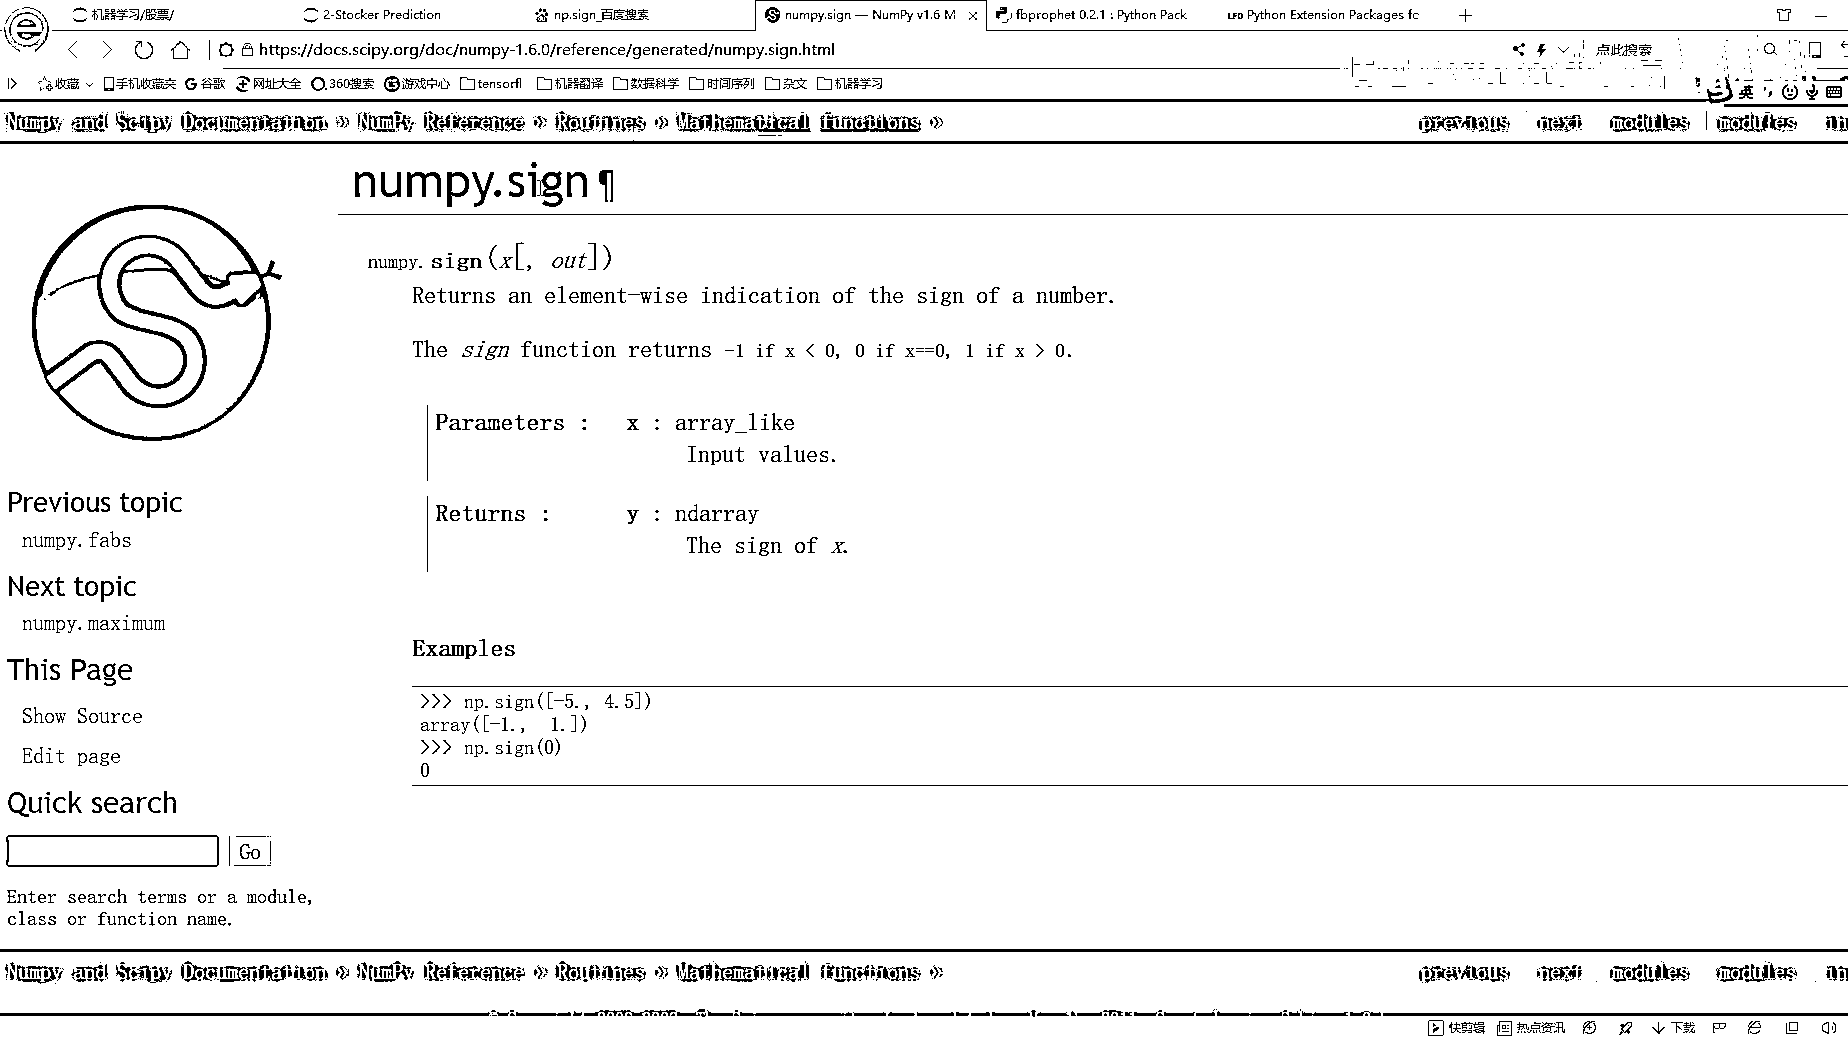 机器学习/股票/ 2-Stocker Prediction np.sign_百度搜索 numpy.sign — NumPy v1.6 M fbprophet 0.2.1 : Python Pack LFD Python Extension Packages fc
https://docs.scipy.org/doc/numpy-1.6.0/reference/generated/numpy.sign.html 点此搜索
收藏 手机收藏夹 谷歌 网址大全 360搜索 游戏中心 tensorfl 机器翻译 数据科学 时间序列 杂文 机器学习
英
Numpy and Scipy Documentation » NumPy Reference » Routines » Mathematical functions » previous next modules modules
numpy.sign¶
numpy.sign(x[, out])
Returns an element-wise indication of the sign of a number.
The sign function returns -1 if x < 0, 0 if x==0, 1 if x > 0.
Parameters : x : array_like
Input values.
Returns : y : ndarray
The sign of x.
Examples
>>> np.sign([-5., 4.5])
array([-1.,  1.])
>>> np.sign(0)
0
Previous topic
numpy.fabs
Next topic
numpy.maximum
This Page
Show Source
Edit page
Quick search
Go
Enter search terms or a module,
class or function name.
Numpy and Scipy Documentation » NumPy Reference » Routines » Mathematical functions » previous next modules modules
快剪辑 热点资讯 下载